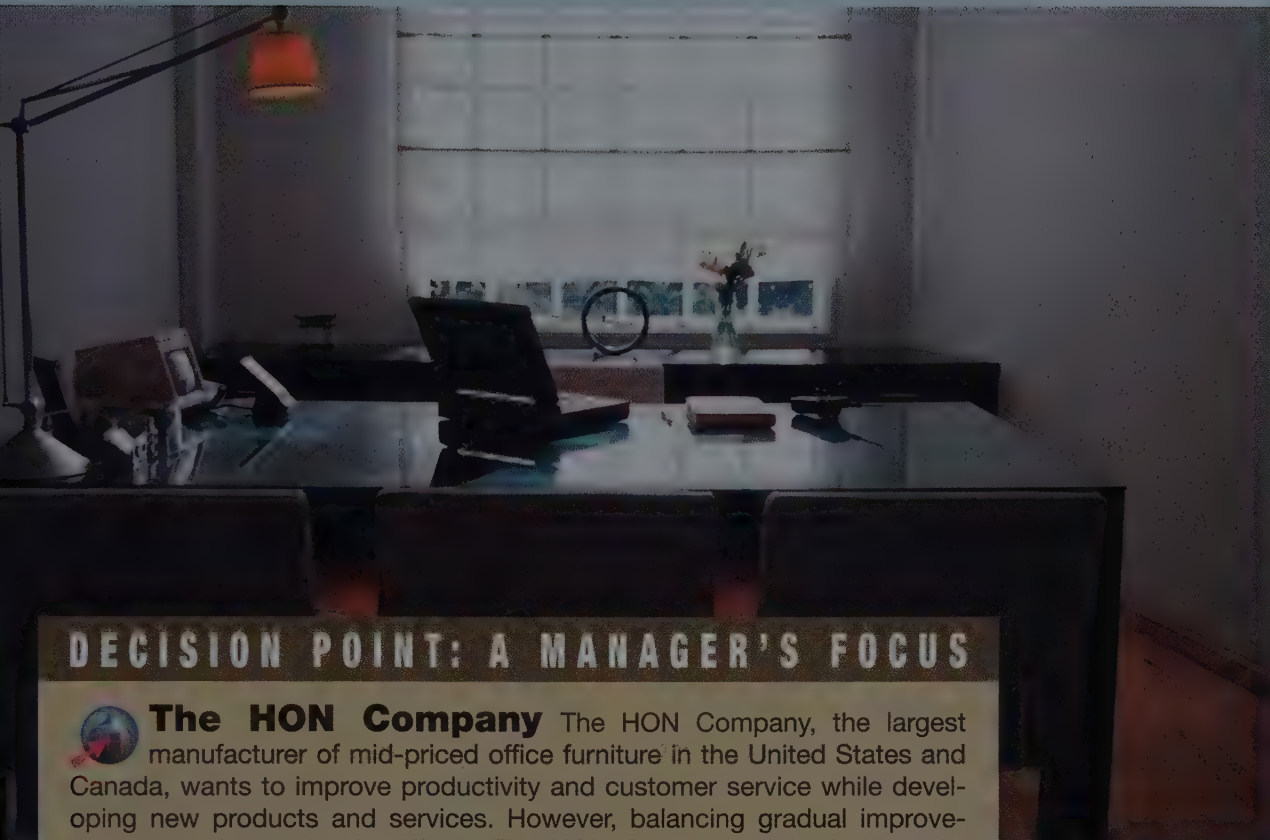 DECISION POINT: A MANAGER'S FOCUS
The HON Company The HON Company, the largest
manufacturer of mid-priced office furniture in the United States and
Canada, wants to improve productivity and customer service while devel-
oping new products and services. However, balancing gradual improve-